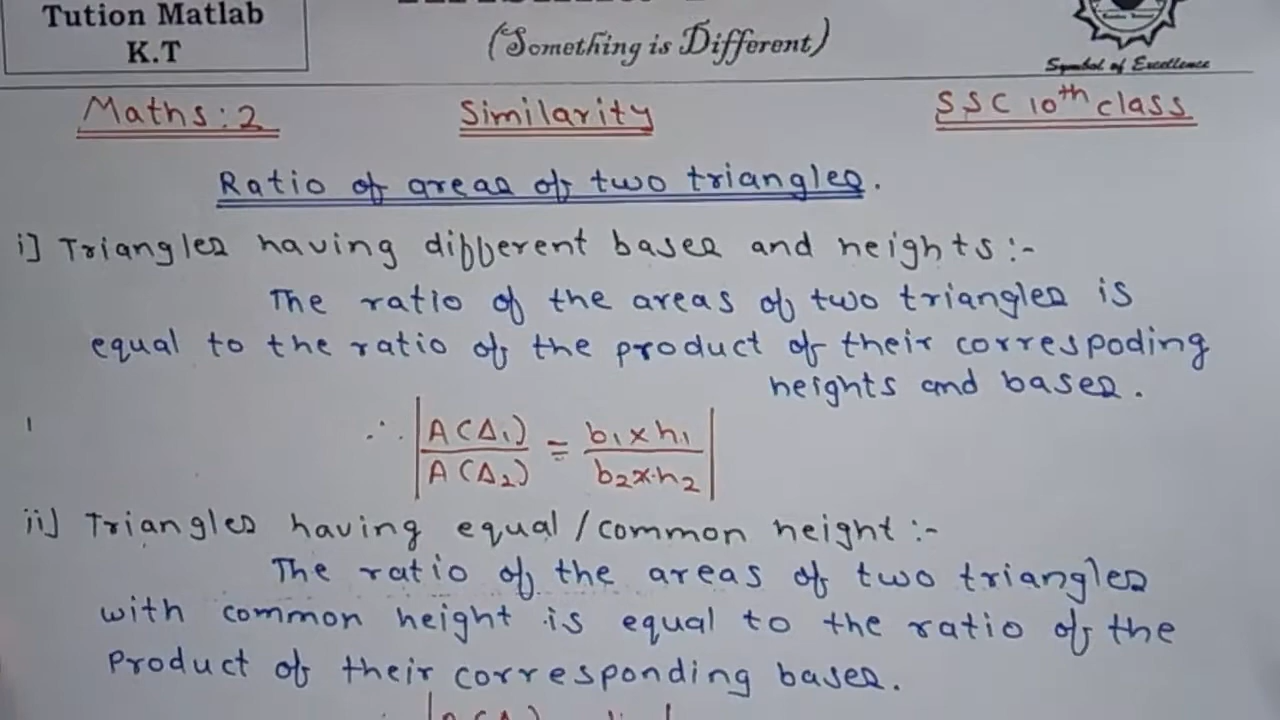 Tution Matlab
K.T
(Something is Different)
Symbol of Excellence
Maths:2 Similarity SSC 10th class
Ratio of areas of two triangles.
i] Triangles having different bases and heights:-
The ratio of the areas of two triangles is
equal to the ratio of the product of their correspoding
heights and bases.
∴ |A(Δ₁)/A(Δ₂) = b₁×h₁/b₂×h₂|
ii] Triangles having equal/common height:-
The ratio of the areas of two triangles
with common height is equal to the ratio of the
product of their corresponding bases.